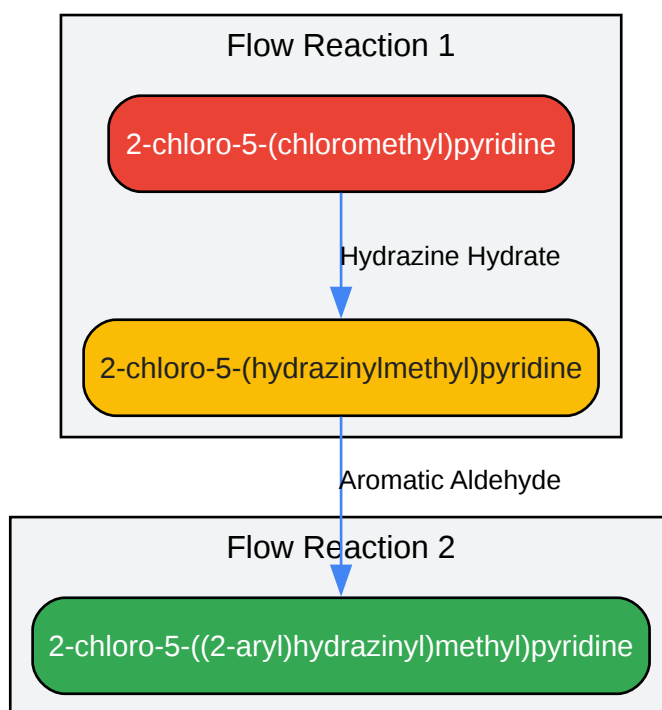 Flow Reaction 1
2-chloro-5-(chloromethyl)pyridine
Hydrazine Hydrate
2-chloro-5-(hydrazinylmethyl)pyridine
Aromatic Aldehyde
Flow Reaction 2
2-chloro-5-((2-aryl)hydrazinyl)methyl)pyridine